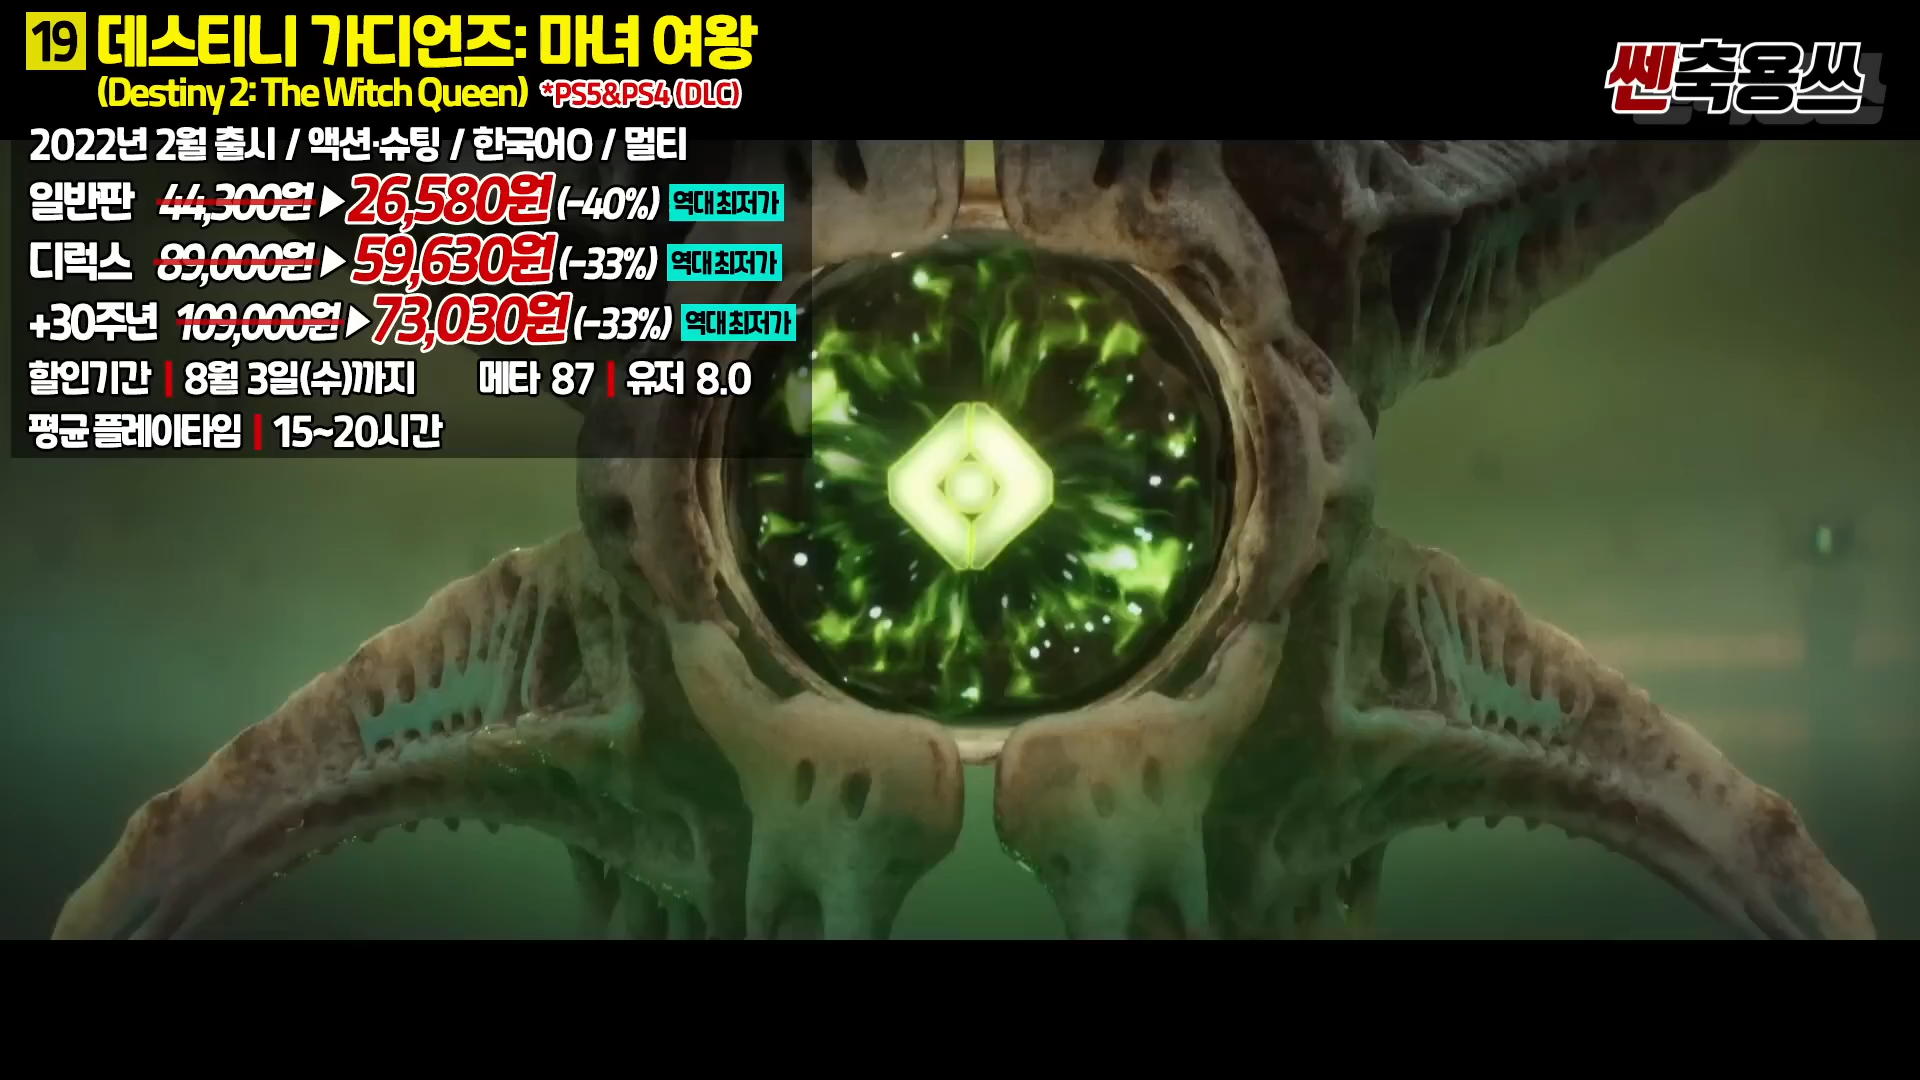 19 데스티니 가디언즈: 마녀 여왕
(Destiny 2: The Witch Queen) *PS5&PS4 (DLC)
쎈축용쓰
2022년 2월 출시 / 액션·슈팅 / 한국어O / 멀티
일반판 44,300원▶26,580원 (-40%) 역대 최저가
디럭스 89,000원▶59,630원 (-33%) 역대 최저가
+30주년 109,000원▶73,030원 (-33%) 역대 최저가
할인기간 | 8월 3일(수)까지 메타 87 | 유저 8.0
평균 플레이타임 | 15~20시간